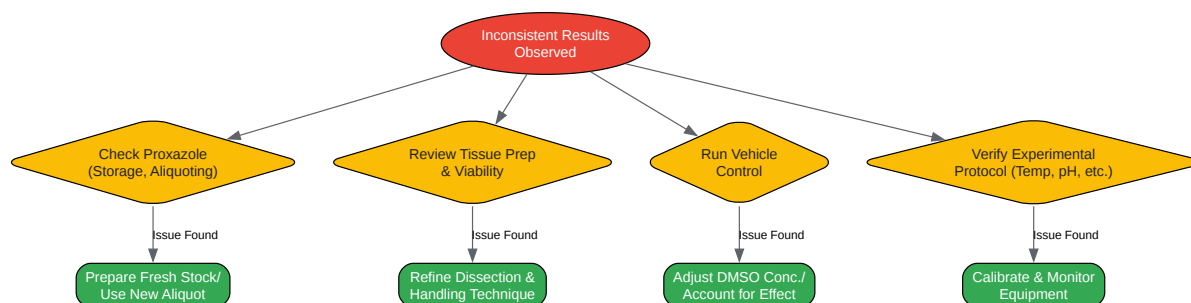 Inconsistent Results
Observed
Check Proxazole
(Storage, Aliquoting)
Review Tissue Prep
& Viability
Run Vehicle
Control
Verify Experimental
Protocol (Temp, pH, etc.)
Issue Found
Issue Found
Issue Found
Issue Found
Prepare Fresh Stock/
Use New Aliquot
Refine Dissection &
Handling Technique
Adjust DMSO Conc./
Account for Effect
Calibrate & Monitor
Equipment